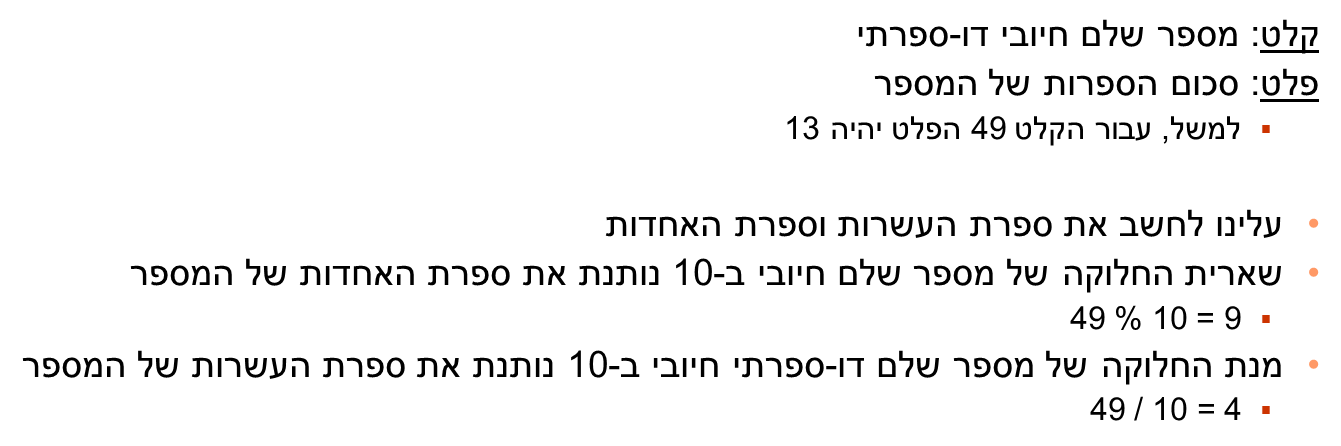 קלט: מספר שלם חיובי דו-ספרתי
פלט: סכום הספרות של המספר
▪ למשל, עבור הקלט 49 הפלט יהיה 13
• עלינו לחשב את ספרת העשרות וספרת האחדות
• שארית החלוקה של מספר שלם חיובי ב-10 נותנת את ספרת האחדות של המספר
▪ 49 % 10 = 9
• מנת החלוקה של מספר שלם דו-ספרתי חיובי ב-10 נותנת את ספרת העשרות של המספר
▪ 49 / 10 = 4